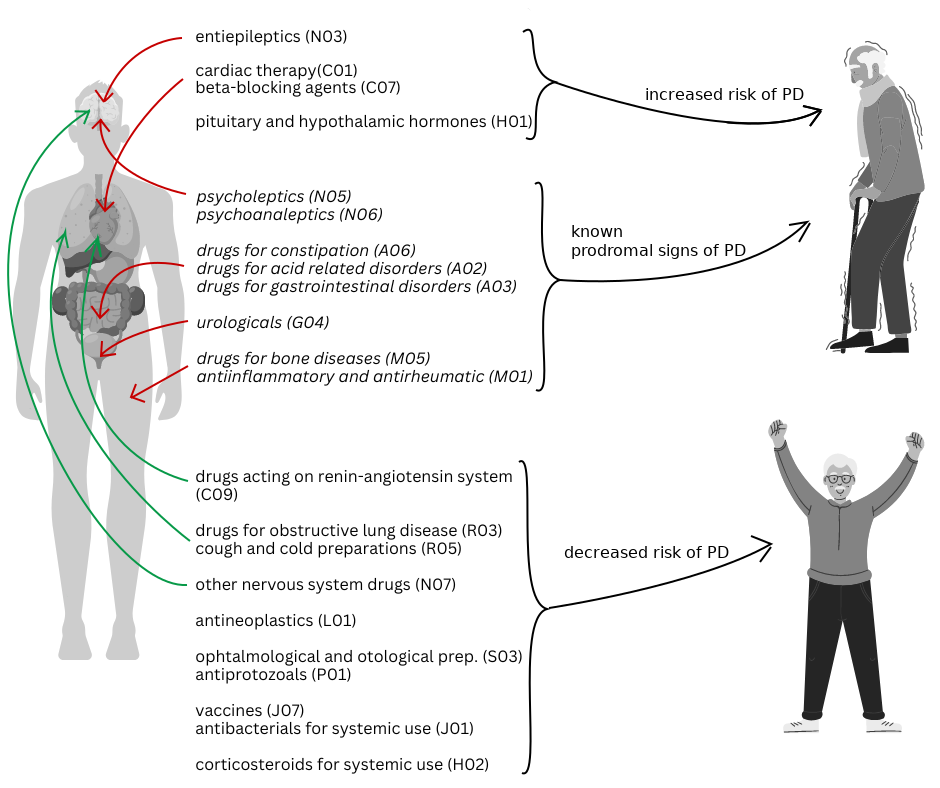 entiepileptics (N03)
cardiac therapy(C01)
beta-blocking agents (C07)
pituitary and hypothalamic hormones (H01)
increased risk of PD
psycholeptics (N05)
psychoanaleptics (N06)
drugs for constipation (A06)
drugs for acid related disorders (A02)
drugs for gastrointestinal disorders (A03)
urologicals (G04)
drugs for bone diseases (M05)
antiinflammatory and antirheumatic (M01)
known
prodromal signs of PD
drugs acting on renin-angiotensin system
(C09)
drugs for obstructive lung disease (R03)
cough and cold preparations (R05)
other nervous system drugs (N07)
antineoplastics (L01)
ophtalmological and otological prep. (S03)
antiprotozoals (P01)
vaccines (J07)
antibacterials for systemic use (J01)
corticosteroids for systemic use (H02)
decreased risk of PD